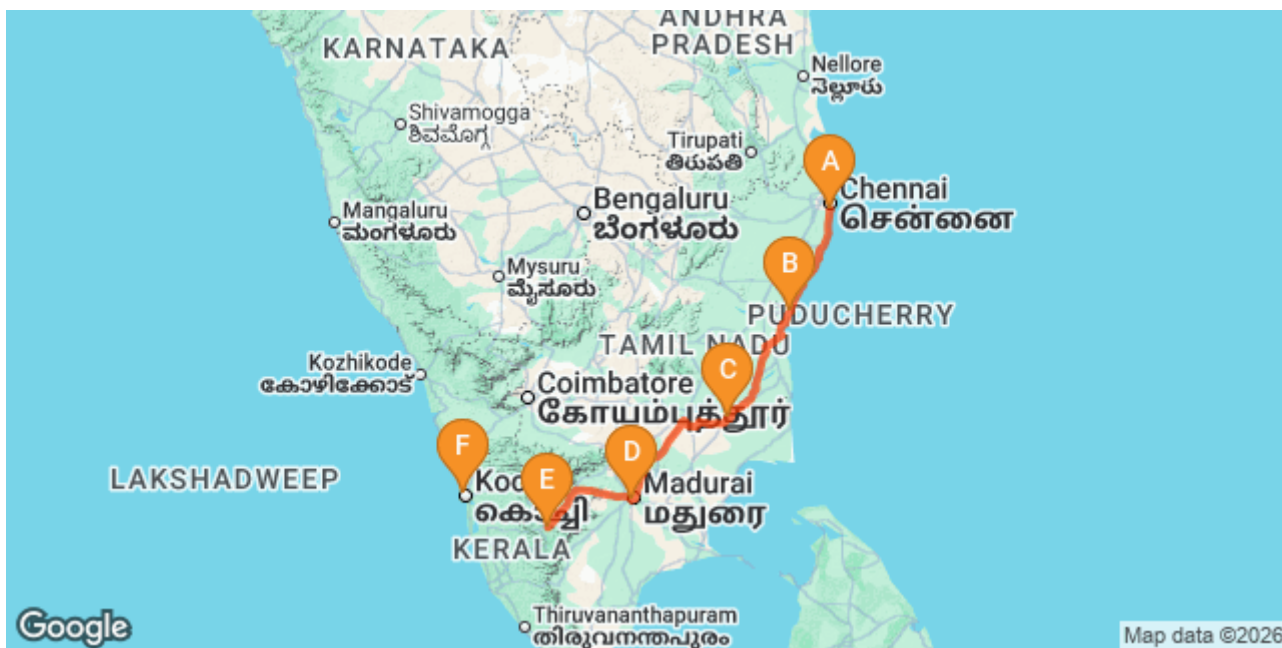 ANDHRA
PRADESH
KARNATAKA
Nellore
నెల్లూరు
Shivamogga
ಶಿವಮೊಗ್ಗ
Tirupati
తిరుపతి
A
Chennai
சென்னை
Bengaluru
ಬೆಂಗಳೂರು
Mangaluru
ಮಂಗಳೂರು
Mysuru
ಮೈಸೂರು
B
PUDUCHERRY
TAMIL NADU
Kozhikode
കോഴിക്കോട്
C
Coimbatore
கோயம்புத்தூர்
F
D
LAKSHADWEEP
E
Madurai
மதுரை
KERALA
Thiruvananthapuram
തിരുവനന്തപുരം
Google
Map data ©2026